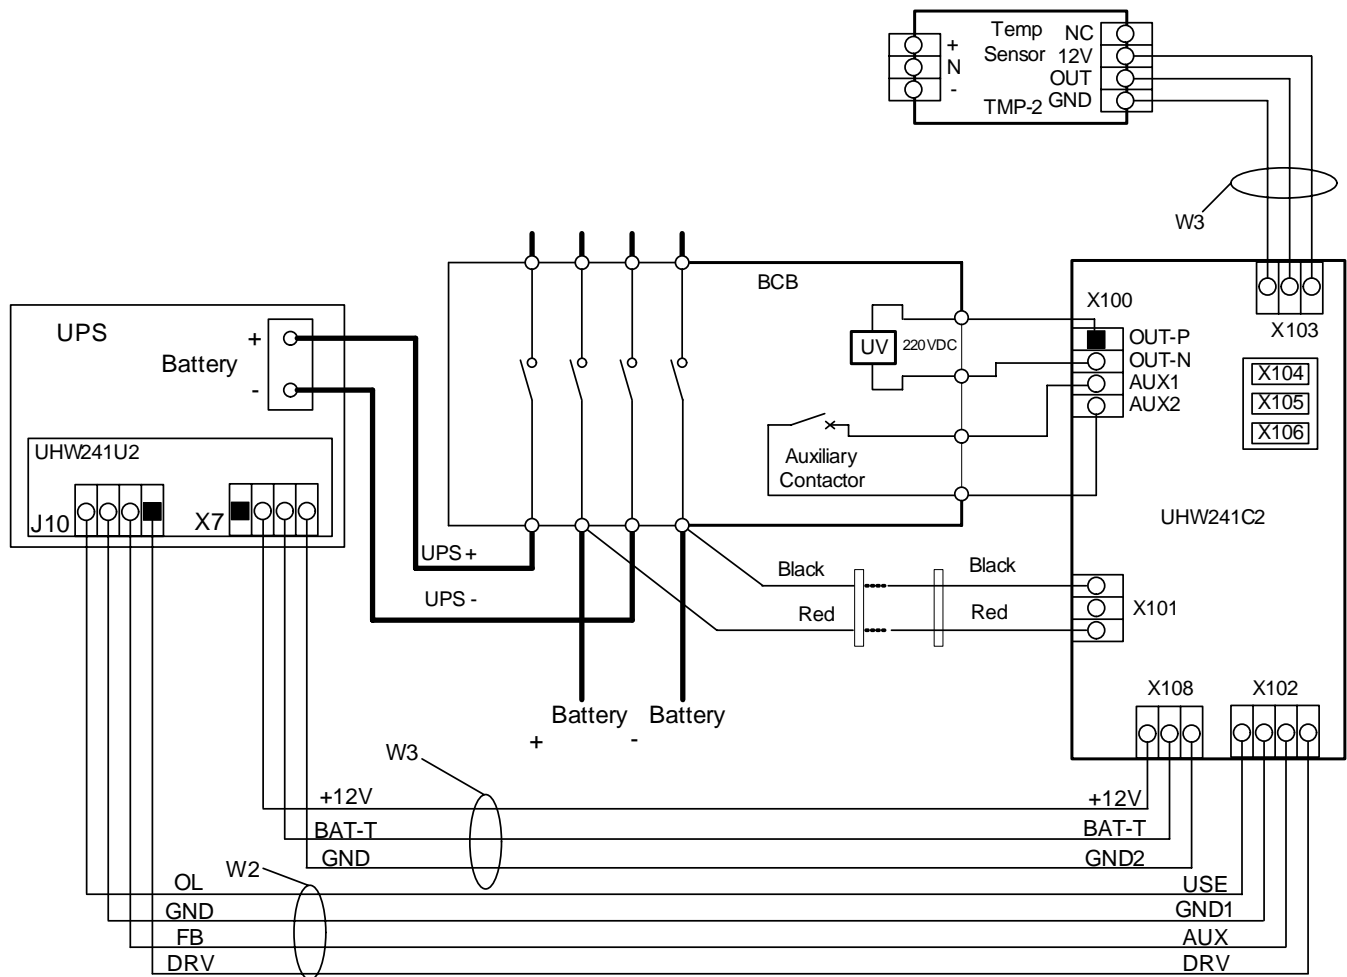 Temp
Sensor
TMP-2
NC
12V
OUT
GND
+
N
-
W3
UPS
Battery
+
-
UHW241U2
J10
X7
BCB
UV
220VDC
Auxiliary
Contactor
X100
OUT-P
OUT-N
AUX1
AUX2
X103
X104
X105
X106
UHW241C2
UPS +
UPS -
Black
Black
Red
Red
X101
X108
X102
Battery
Battery
+
-
W3
+12V
+12V
BAT-T
BAT-T
GND
GND2
W2
OL
USE
GND
GND1
FB
AUX
DRV
DRV